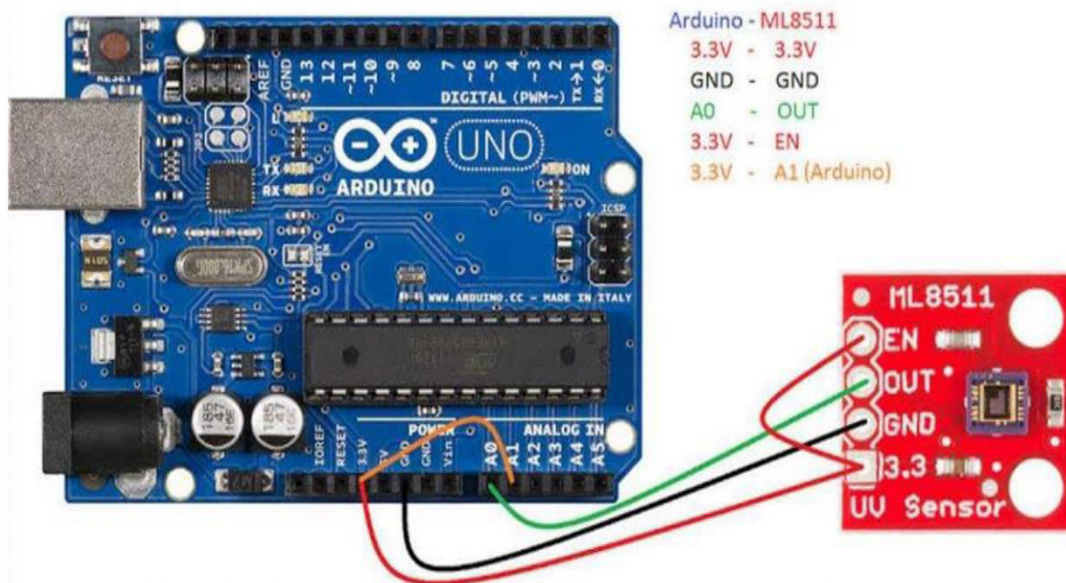 Arduino - ML8511
3.3V - 3.3V
GND - GND
A0 - OUT
3.3V - EN
3.3V - A1 (Arduino)
RESET
AREF
GND
13
12
~11
~10
~9
8
7
~6
~5
4
~3
2
TX→1
RX←0
DIGITAL (PWM~)
UNO
ARDUINO
TX
RX
ON
ICSP
RESET
WWW.ARDUINO.CC - MADE IN ITALY
POWER
ANALOG IN
IOREF
RESET
3.3V
5V
GND
GND
Vin
A0
A1
A2
A3
A4
A5
ML8511
EN
OUT
GND
3.3
UV Sensor